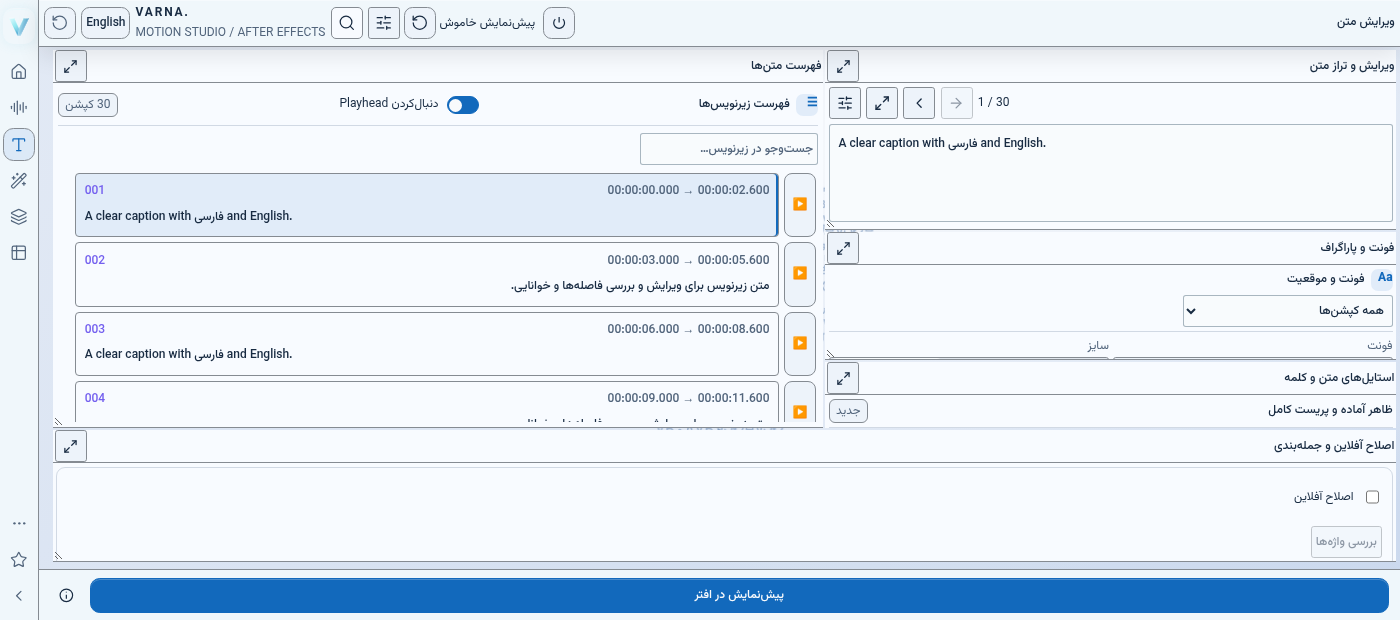 ویرایش متن
پیش‌نمایش خاموش
VARNA.
MOTION STUDIO / AFTER EFFECTS
English
ویرایش و تراز متن
1 / 30
A clear caption with فارسی and English.
فونت و پاراگراف
Aa
فونت و موقعیت
همه کپشن‌ها
فونت
سایز
استایل‌های متن و کلمه
ظاهر آماده و پریست کامل
جدید
فهرست متن‌ها
فهرست زیرنویس‌ها
دنبال‌کردن Playhead
30 کپشن
جست‌وجو در زیرنویس...
001
00:00:00.000 → 00:00:02.600
A clear caption with فارسی and English.
002
00:00:03.000 → 00:00:05.600
متن زیرنویس برای ویرایش و بررسی فاصله‌ها و خوانایی.
003
00:00:06.000 → 00:00:08.600
A clear caption with فارسی and English.
004
00:00:09.000 → 00:00:11.600
اصلاح آفلاین و جمله‌بندی
اصلاح آفلاین
بررسی واژه‌ها
پیش‌نمایش در افتر